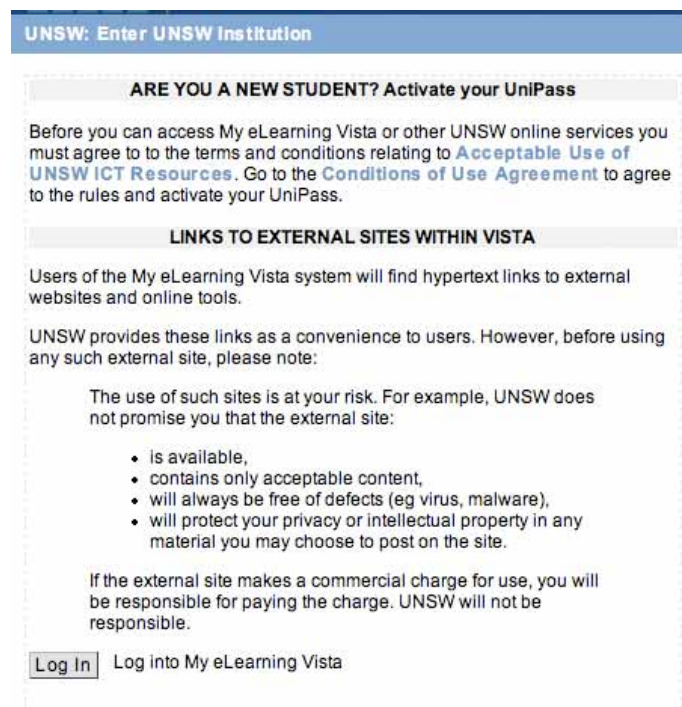 UNSW: Enter UNSW Institution
ARE YOU A NEW STUDENT? Activate your UniPass
Before you can access My eLearning Vista or other UNSW online services you
must agree to to the terms and conditions relating to Acceptable Use of
UNSW ICT Resources. Go to the Conditions of Use Agreement to agree
to the rules and activate your UniPass.
LINKS TO EXTERNAL SITES WITHIN VISTA
Users of the My eLearning Vista system will find hypertext links to external
websites and online tools.
UNSW provides these links as a convenience to users. However, before using
any such external site, please note:
The use of such sites is at your risk. For example, UNSW does
not promise you that the external site:
• is available,
• contains only acceptable content,
• will always be free of defects (eg virus, malware),
• will protect your privacy or intellectual property in any
material you may choose to post on the site.
If the external site makes a commercial charge for use, you will
be responsible for paying the charge. UNSW will not be
responsible.
Log In Log into My eLearning Vista